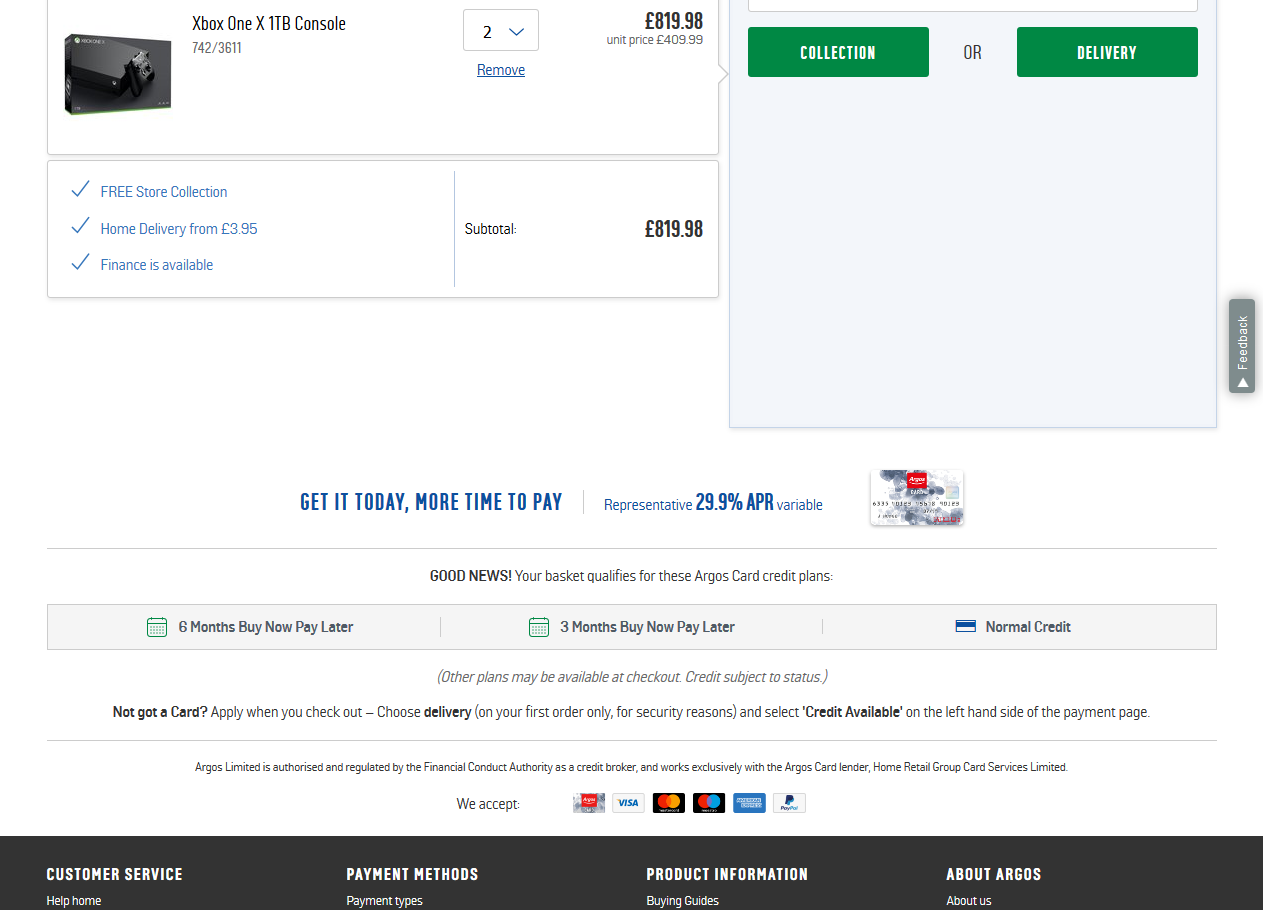 Xbox One X 1TB Console
742/3611
2
Remove
£819.98
unit price £409.99
COLLECTION OR DELIVERY
FREE Store Collection
Home Delivery from £3.95
Finance is available
Subtotal: £819.98
Feedback
GET IT TODAY, MORE TIME TO PAY
Representative 29.9% APR variable
Argos
CARD
GOOD NEWS! Your basket qualifies for these Argos Card credit plans:
6 Months Buy Now Pay Later
3 Months Buy Now Pay Later
Normal Credit
(Other plans may be available at checkout. Credit subject to status.)
Not got a Card? Apply when you check out – Choose delivery (on your first order only, for security reasons) and select 'Credit Available' on the left hand side of the payment page.
Argos Limited is authorised and regulated by the Financial Conduct Authority as a credit broker, and works exclusively with the Argos Card lender, Home Retail Group Card Services Limited.
We accept: Argos VISA mastercard maestro AMERICAN EXPRESS PayPal
CUSTOMER SERVICE PAYMENT METHODS PRODUCT INFORMATION ABOUT ARGOS
Help home Payment types Buying Guides About us